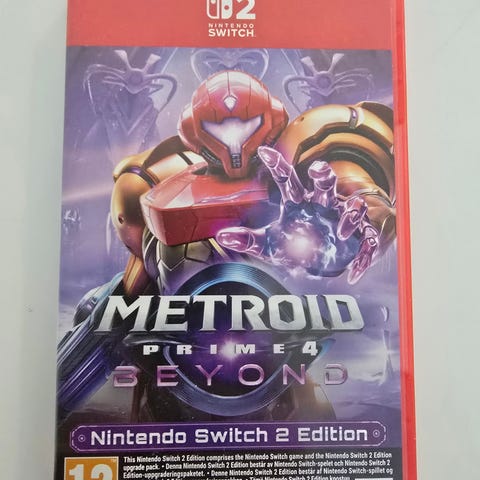 2
NINTENDO
SWITCH
METROID
PRIME 4
BEYOND
Nintendo Switch 2 Edition
12
This Nintendo Switch 2 Edition comprises the Nintendo Switch game and the Nintendo Switch 2 Edition
upgrade pack. • Denna Nintendo Switch 2 Edition består av Nintendo Switch-spelet och Nintendo Switch 2
Edition-uppgraderingspaketet. • Denne Nintendo Switch 2 Edition består af Nintendo Switch-spillet og